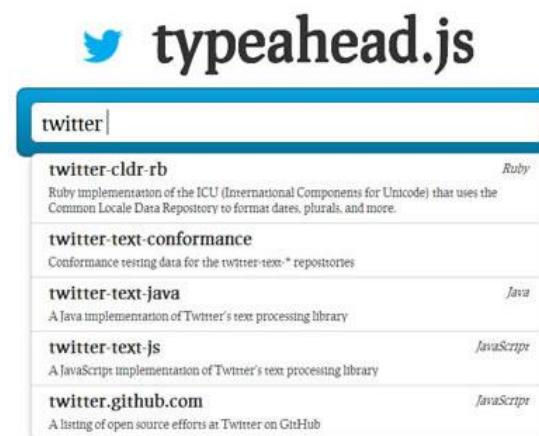 typeahead.js
twitter
twitter-cldr-rb Ruby
Ruby implementation of the ICU (International Components for Unicode) that uses the
Common Locale Data Repository to format dates, plurals, and more.
twitter-text-conformance
Conformance testing data for the twitter-text-* repositories
twitter-text-java Java
A Java implementation of Twitter's text processing library
twitter-text-js JavaScript
A JavaScript implementation of Twitter's text processing library
twitter.github.com JavaScript
A listing of open source efforts at Twitter on GitHub